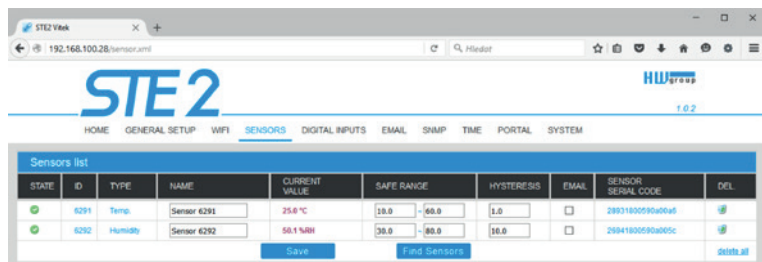 STE2 Vitek
192.168.100.28/sensor.xml
Hledat
STE2
HWgroup
1.0.2
HOME GENERAL SETUP WIFI SENSORS DIGITAL INPUTS EMAIL SNMP TIME PORTAL SYSTEM
Sensors list
STATE ID TYPE NAME CURRENT VALUE SAFE RANGE HYSTERESIS EMAIL SENSOR SERIAL CODE DEL.
6291 Temp. Sensor 6291 25.0 °C 10.0 - 60.0 1.0 28931800590a00a6
6292 Humidity Sensor 6292 50.1 %RH 30.0 - 80.0 10.0 26941800590a005c
Save Find Sensors delete all